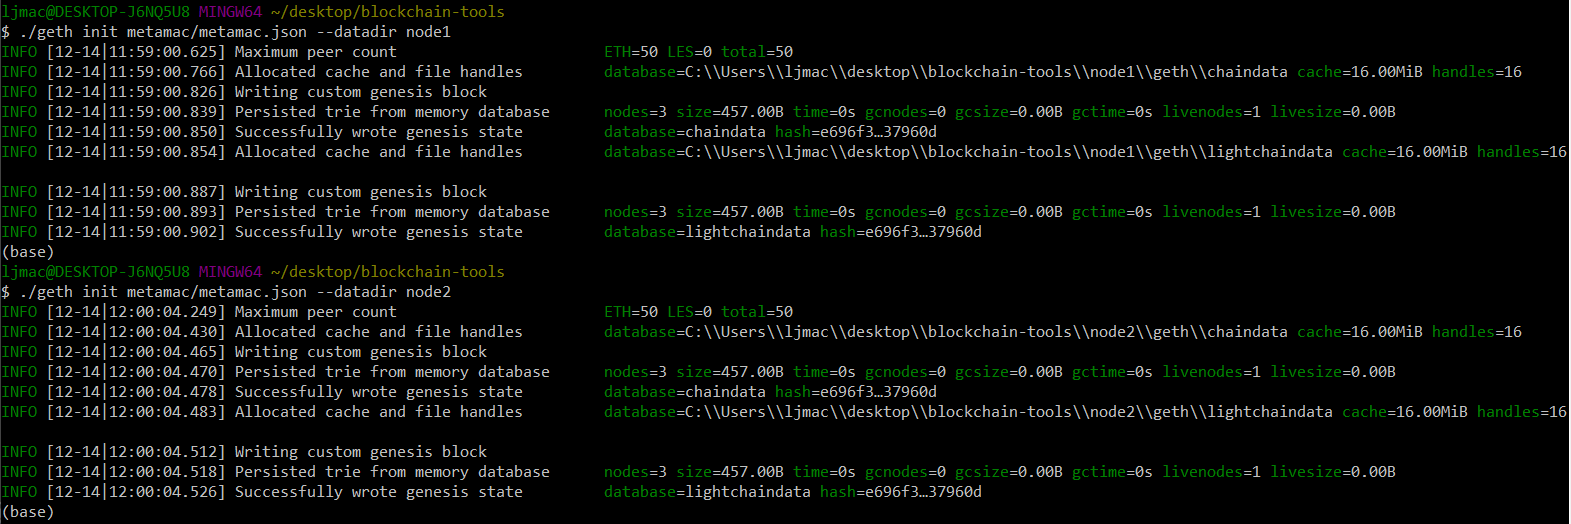 ljmac@DESKTOP-J6NQ5U8 MINGW64 ~/desktop/blockchain-tools
$ ./geth init metamac/metamac.json --datadir node1
INFO [12-14|11:59:00.625] Maximum peer count                       ETH=50 LES=0 total=50
INFO [12-14|11:59:00.766] Allocated cache and file handles         database=C:\\Users\\ljmac\\desktop\\blockchain-tools\\node1\\geth\\chaindata cache=16.00MiB handles=16
INFO [12-14|11:59:00.826] Writing custom genesis block
INFO [12-14|11:59:00.839] Persisted trie from memory database      nodes=3 size=457.00B time=0s gcnodes=0 gcsize=0.00B gctime=0s livenodes=1 livesize=0.00B
INFO [12-14|11:59:00.850] Successfully wrote genesis state         database=chaindata hash=e696f3…37960d
INFO [12-14|11:59:00.854] Allocated cache and file handles         database=C:\\Users\\ljmac\\desktop\\blockchain-tools\\node1\\geth\\lightchaindata cache=16.00MiB handles=16
INFO [12-14|11:59:00.887] Writing custom genesis block
INFO [12-14|11:59:00.893] Persisted trie from memory database      nodes=3 size=457.00B time=0s gcnodes=0 gcsize=0.00B gctime=0s livenodes=1 livesize=0.00B
INFO [12-14|11:59:00.902] Successfully wrote genesis state         database=lightchaindata hash=e696f3…37960d
(base)
ljmac@DESKTOP-J6NQ5U8 MINGW64 ~/desktop/blockchain-tools
$ ./geth init metamac/metamac.json --datadir node2
INFO [12-14|12:00:04.249] Maximum peer count                       ETH=50 LES=0 total=50
INFO [12-14|12:00:04.430] Allocated cache and file handles         database=C:\\Users\\ljmac\\desktop\\blockchain-tools\\node2\\geth\\chaindata cache=16.00MiB handles=16
INFO [12-14|12:00:04.465] Writing custom genesis block
INFO [12-14|12:00:04.470] Persisted trie from memory database      nodes=3 size=457.00B time=0s gcnodes=0 gcsize=0.00B gctime=0s livenodes=1 livesize=0.00B
INFO [12-14|12:00:04.478] Successfully wrote genesis state         database=chaindata hash=e696f3…37960d
INFO [12-14|12:00:04.483] Allocated cache and file handles         database=C:\\Users\\ljmac\\desktop\\blockchain-tools\\node2\\geth\\lightchaindata cache=16.00MiB handles=16
INFO [12-14|12:00:04.512] Writing custom genesis block
INFO [12-14|12:00:04.518] Persisted trie from memory database      nodes=3 size=457.00B time=0s gcnodes=0 gcsize=0.00B gctime=0s livenodes=1 livesize=0.00B
INFO [12-14|12:00:04.526] Successfully wrote genesis state         database=lightchaindata hash=e696f3…37960d
(base)